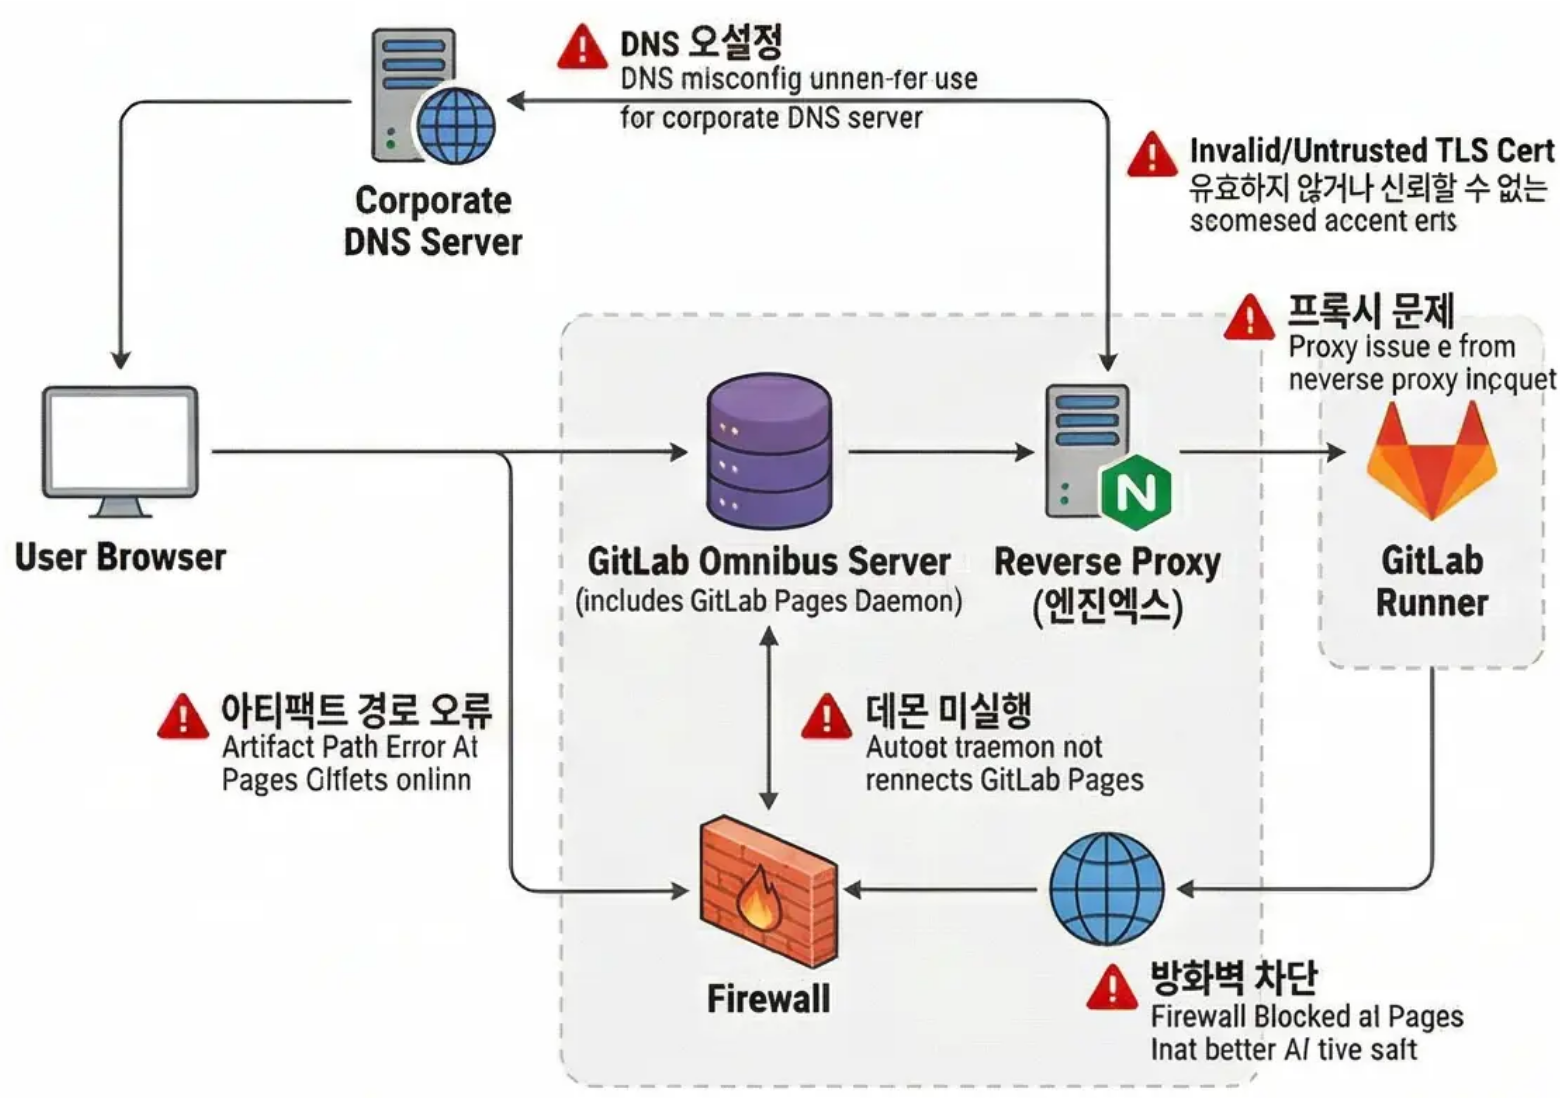 DNS 오설정
DNS misconfig unnen-fer use
for corporate DNS server
Corporate
DNS Server
Invalid/Untrusted TLS Cert
유효하지 않거나 신뢰할 수 없는
scomesed accent erts
프록시 문제
Proxy issue e from
neverse proxy inçquet
User Browser
GitLab Omnibus Server
(includes GitLab Pages Daemon)
Reverse Proxy
(엔진엑스)
N
GitLab
Runner
아티팩트 경로 오류
Artifact Path Error At
Pages Glflets onlinn
데몬 미실행
Autoot traemon not
rennects GitLab Pages
Firewall
방화벽 차단
Firewall Blocked al Pages
Inat better A/ tive saft